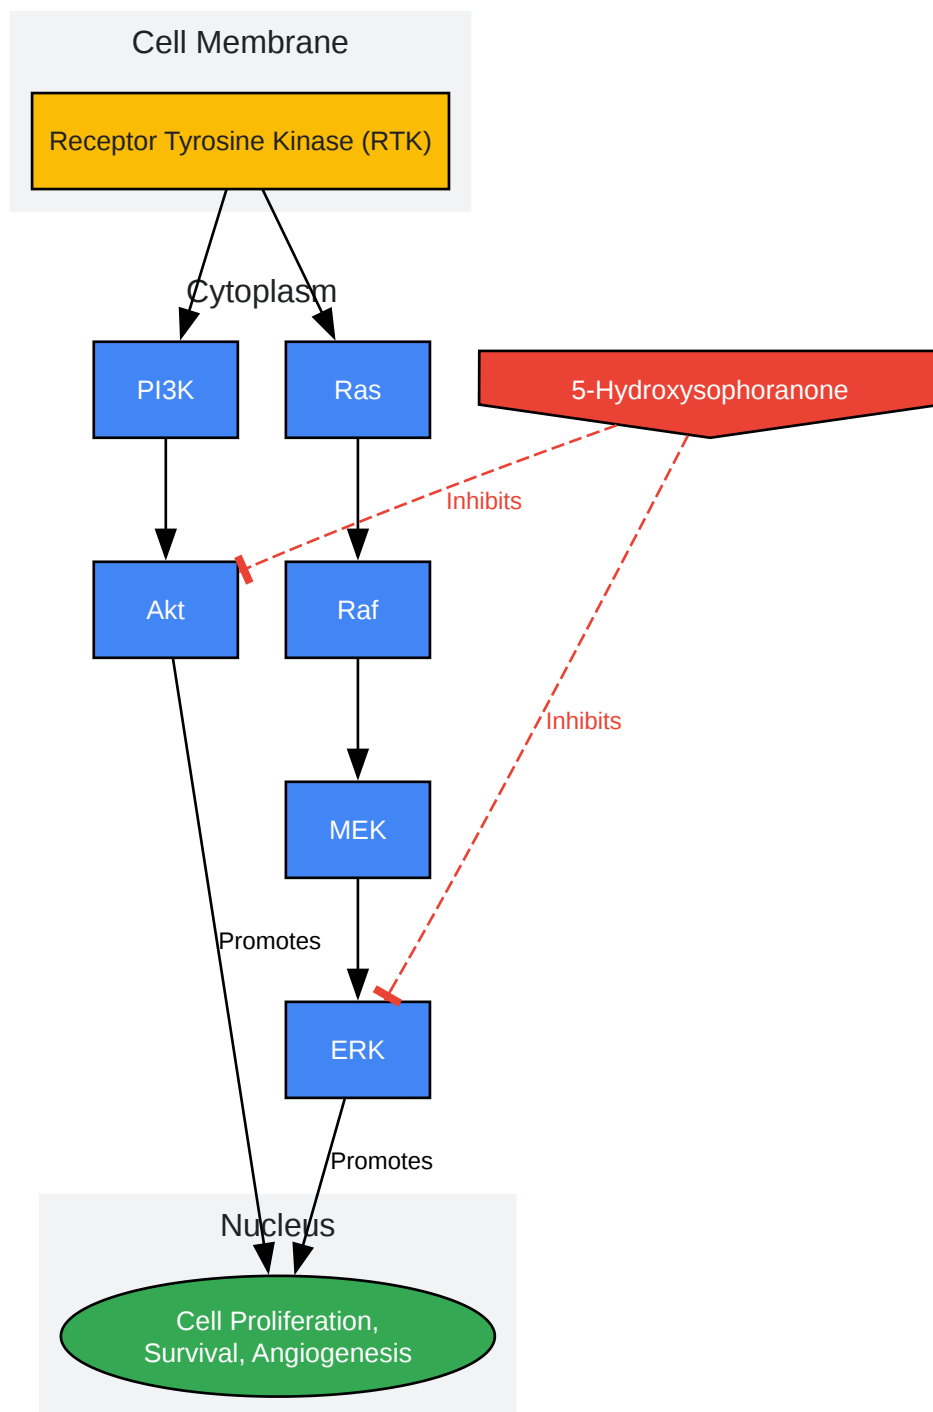 Cell Membrane
Receptor Tyrosine Kinase (RTK)
Cytoplasm
PI3K
Ras
5-Hydroxysophoranone
Inhibits
Akt
Raf
Inhibits
MEK
Promotes
ERK
Promotes
Nucleus
Cell Proliferation,
Survival, Angiogenesis